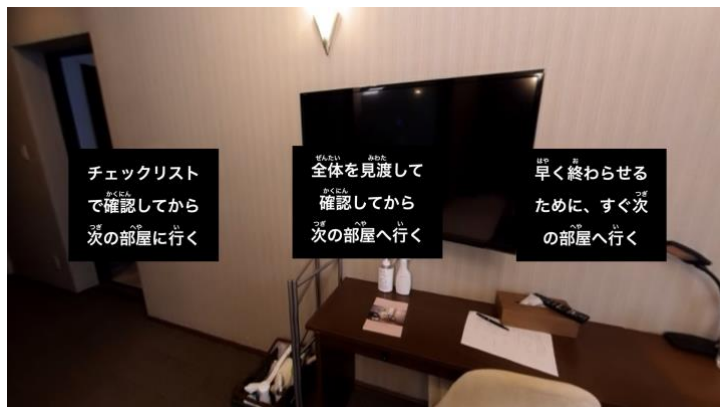 チェックリスト
で確認してから
次の部屋に行く
全体を見渡して
確認してから
次の部屋へ行く
早く終わらせる
ために、すぐ次
の部屋へ行く